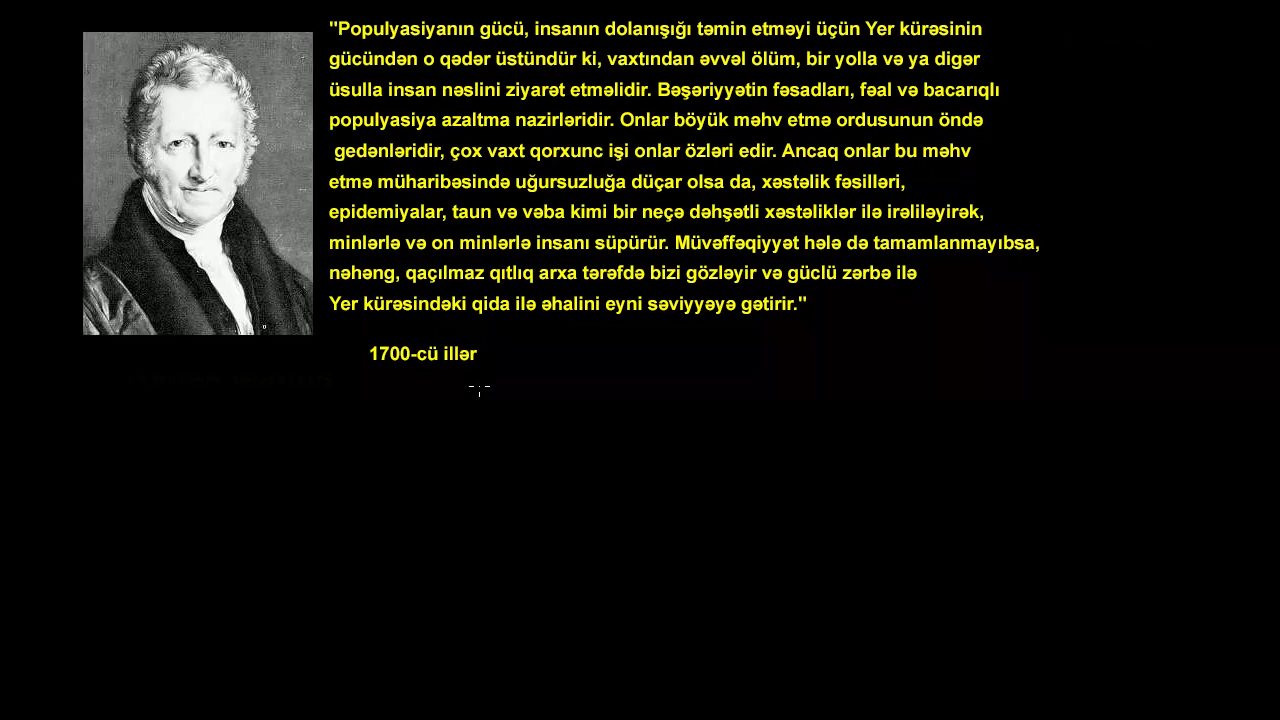 "Populyasiyanın gücü, insanın dolanışığı təmin etməyi üçün Yer kürəsinin
gücündən o qədər üstündür ki, vaxtından əvvəl ölüm, bir yolla və ya digər
üsulla insan nəslini ziyarət etməlidir. Bəşəriyyətin fəsadları, fəal və bacarıqlı
populyasiya azaltma nazirləridir. Onlar böyük məhv etmə ordusunun öndə
gedənləridir, çox vaxt qorxunc işi onlar özləri edir. Ancaq onlar bu məhv
etmə müharibəsində uğursuzluğa düçar olsa da, xəstəlik fəsilləri,
epidemiyalar, taun və vəba kimi bir neçə dəhşətli xəstəliklər ilə irəliləyirək,
minlərlə və on minlərlə insanı süpürür. Müvəffəqiyyət hələ də tamamlanmayıbsa,
nəhəng, qaçılmaz qıtlıq arxa tərəfdə bizi gözləyir və güclü zərbə ilə
Yer kürəsindəki qida ilə əhalini eyni səviyyəyə gətirir."
1700-cü illər